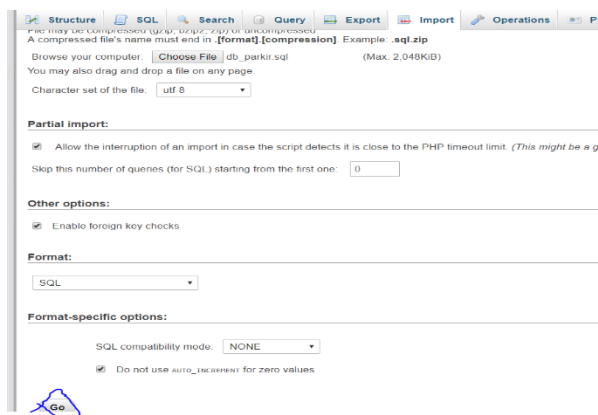 Structure SQL Search Query Export Import Operations
File may be compressed (gzip, bzip2, zip) or uncompressed
A compressed file's name must end in .[format].[compression]. Example: .sql.zip
Browse your computer: Choose File db_parkir.sql (Max: 2,048KiB)
You may also drag and drop a file on any page.
Character set of the file: utf-8
Partial import:
Allow the interruption of an import in case the script detects it is close to the PHP timeout limit. (This might be a g
Skip this number of queries (for SQL) starting from the first one: 0
Other options:
Enable foreign key checks
Format:
SQL
Format-specific options:
SQL compatibility mode: NONE
Do not use AUTO_INCREMENT for zero values
Go